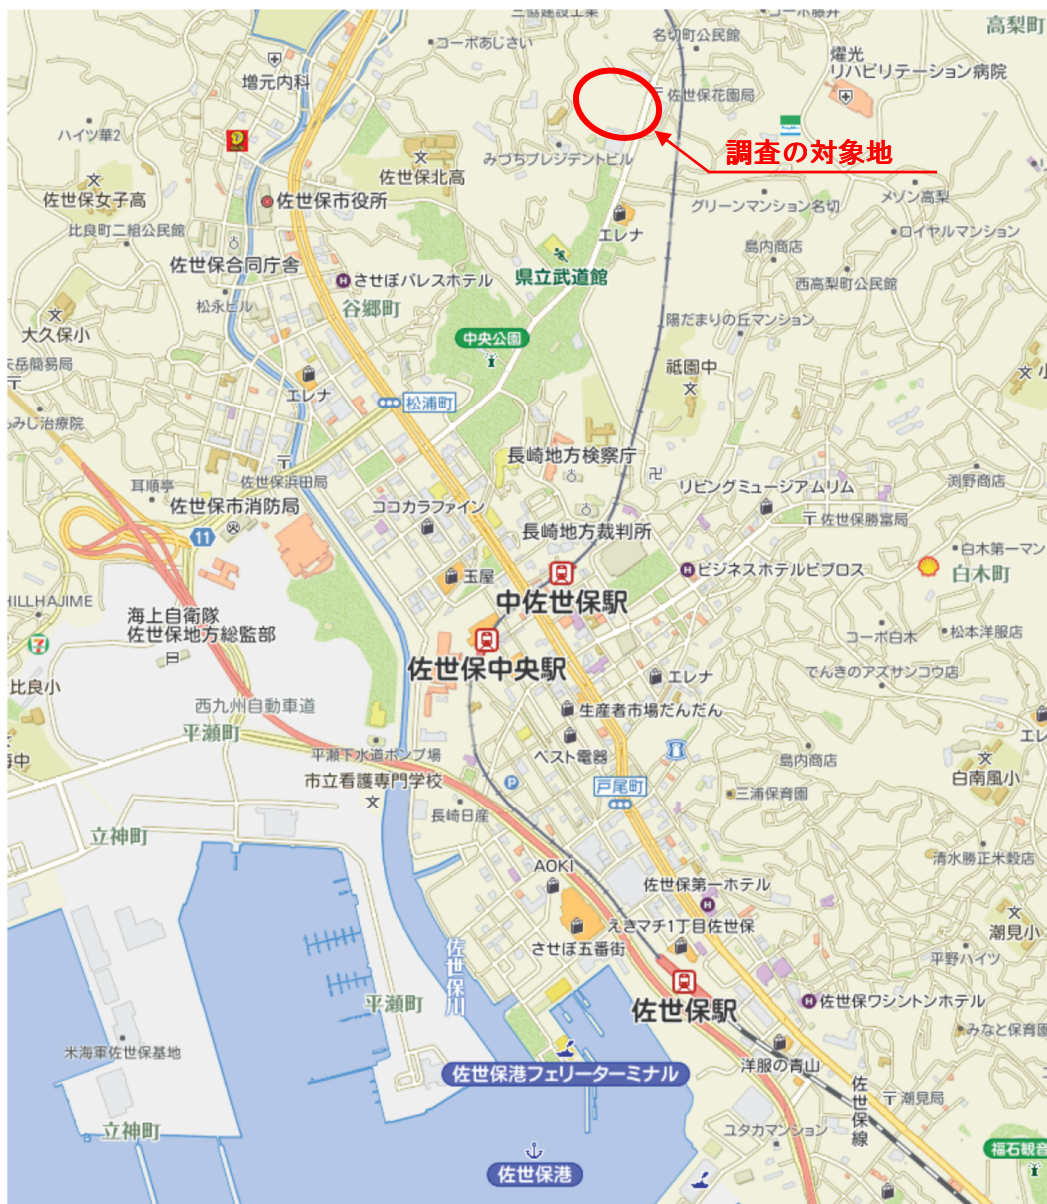 三協建設工業
コーポ藤井
高梨町
コーポあじさい
名切町公民館
燿光
リハビリテーション病院
増元内科
佐世保花園局
ハイツ華2
みづちプレジデントビル
調査の対象地
佐世保北高
佐世保女子高
佐世保市役所
メゾン高梨
グリーンマンション名切
比良町二組公民館
エレナ
ロイヤルマンション
島内商店
佐世保合同庁舎
県立武道館
させぼパレスホテル
西高梨町公民館
松永ビル
谷郷町
大久保小
陽だまりの丘マンション
中央公園
矢岳簡易局
祇園中
小
エレナ
松浦町
みし治療院
長崎地方検察庁
佐世保浜田局
耳順亭
リビングミュージアムリム
渕野商店
佐世保市消防局
ココカラファイン
佐世保勝富局
長崎地方裁判所
11
白木第一マン
玉屋
ビジネスホテルビブロス
白木町
HILLHAJIME
中佐世保駅
海上自衛隊
佐世保地方総監部
コーポ白木
松本洋服店
佐世保中央駅
でんきのアズサンコウ店
エレナ
比良小
西九州自動車道
生産者市場だんだん
平瀬町
エレ
海中
平瀬下水道ポンプ場
ベスト電器
島内商店
市立看護専門学校
白南風小
P
戸尾町
三浦保育園
長崎日産
立神町
清水勝正米穀店
AOKI
佐世保第一ホテル
えきマチ1丁目佐世保
潮見小
させぼ五番街
平野ハイツ
佐世保川
平瀬町
佐世保駅
佐世保ワシントンホテル
みなと保育園
米海軍佐世保基地
佐世保港フェリーターミナル
洋服の青山
佐世保線
潮見局
立神町
ユタカマンション
福石観音
佐世保港